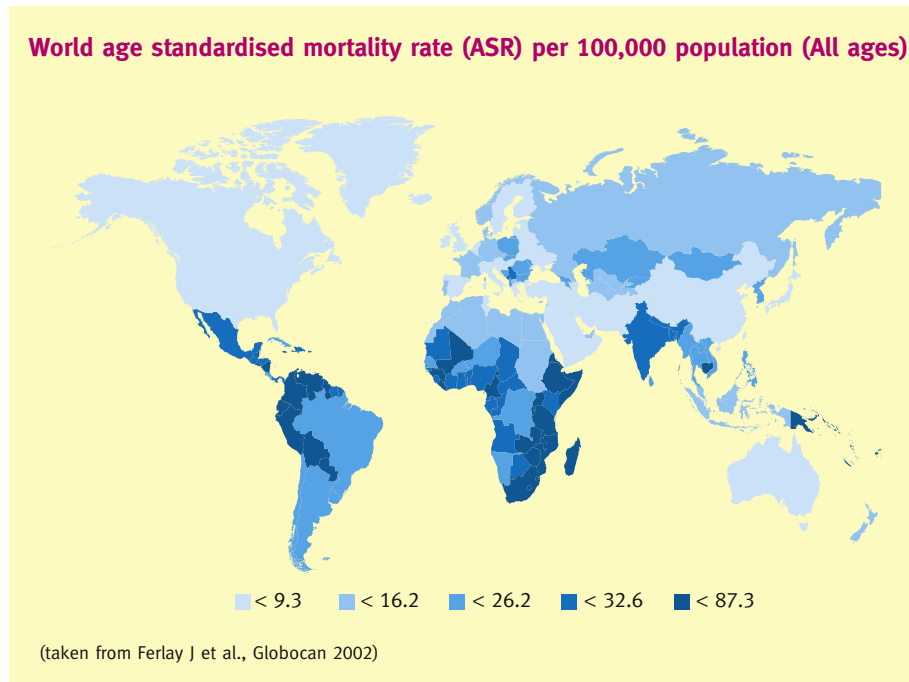 World age standardised mortality rate (ASR) per 100,000 population (All ages)
< 9.3 < 16.2 < 26.2 < 32.6 < 87.3
(taken from Ferlay J et al., Globocan 2002)